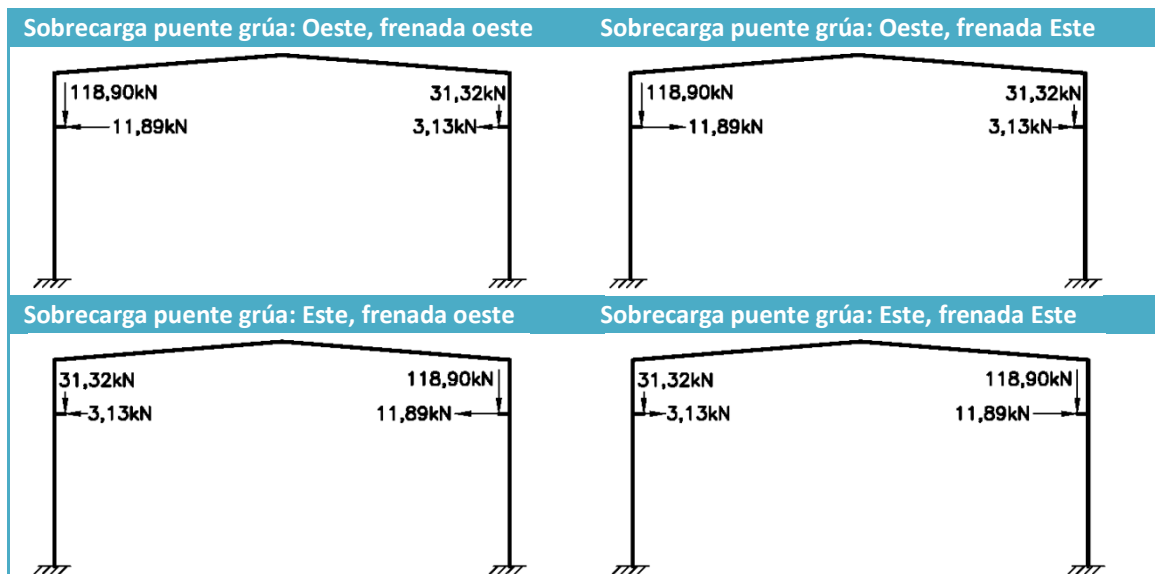 Sobrecarga puente grúa: Oeste, frenada oeste
Sobrecarga puente grúa: Oeste, frenada Este
118,90kN
31,32kN
11,89kN
3,13kN
118,90kN
31,32kN
11,89kN
3,13kN
Sobrecarga puente grúa: Este, frenada oeste
Sobrecarga puente grúa: Este, frenada Este
31,32kN
118,90kN
3,13kN
11,89kN
31,32kN
118,90kN
3,13kN
11,89kN